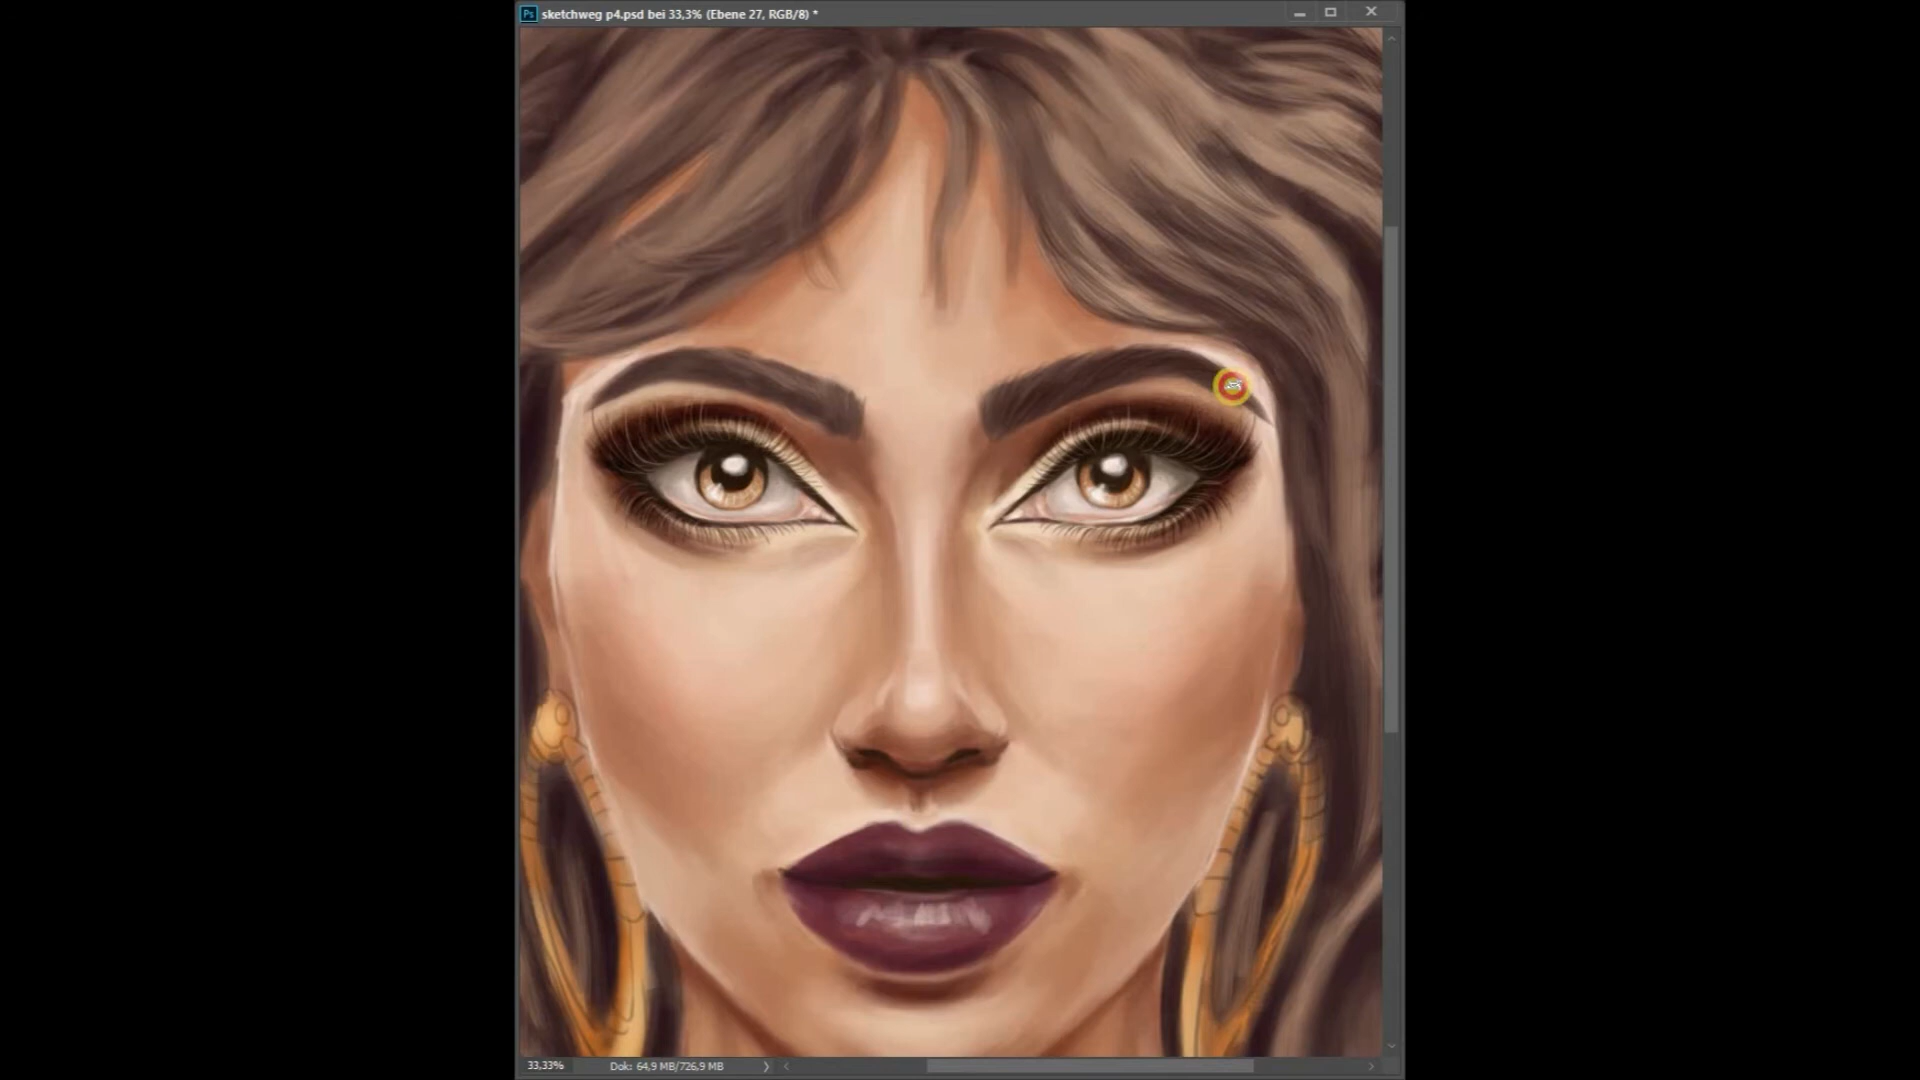 Ps sketchweg p4.psd bei 33,3% (Ebene 27, RGB/8) *
33,33% Dok: 64,9 MB/726,9 MB